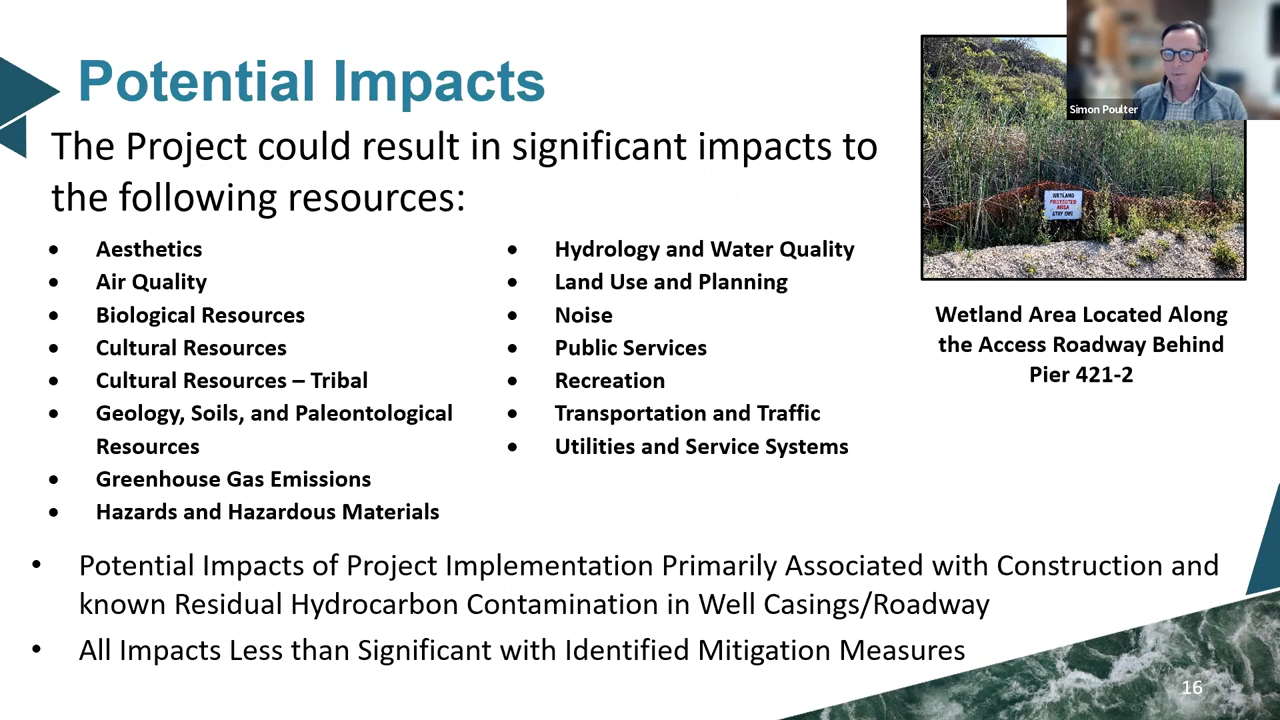 Potential Impacts
The Project could result in significant impacts to
the following resources:
• Aesthetics
• Air Quality
• Biological Resources
• Cultural Resources
• Cultural Resources – Tribal
• Geology, Soils, and Paleontological
Resources
• Greenhouse Gas Emissions
• Hazards and Hazardous Materials
• Hydrology and Water Quality
• Land Use and Planning
• Noise
• Public Services
• Recreation
• Transportation and Traffic
• Utilities and Service Systems
Simon Poulter
WETLAND
PROTECTED
AREA
STAY OUT
Wetland Area Located Along
the Access Roadway Behind
Pier 421-2
• Potential Impacts of Project Implementation Primarily Associated with Construction and
known Residual Hydrocarbon Contamination in Well Casings/Roadway
• All Impacts Less than Significant with Identified Mitigation Measures
16